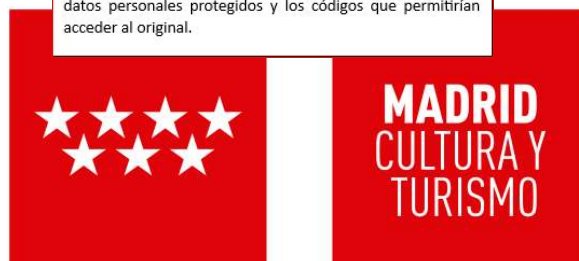 datos personales protegidos y los códigos que permitirían
acceder al original.
MADRID
CULTURA Y
TURISMO